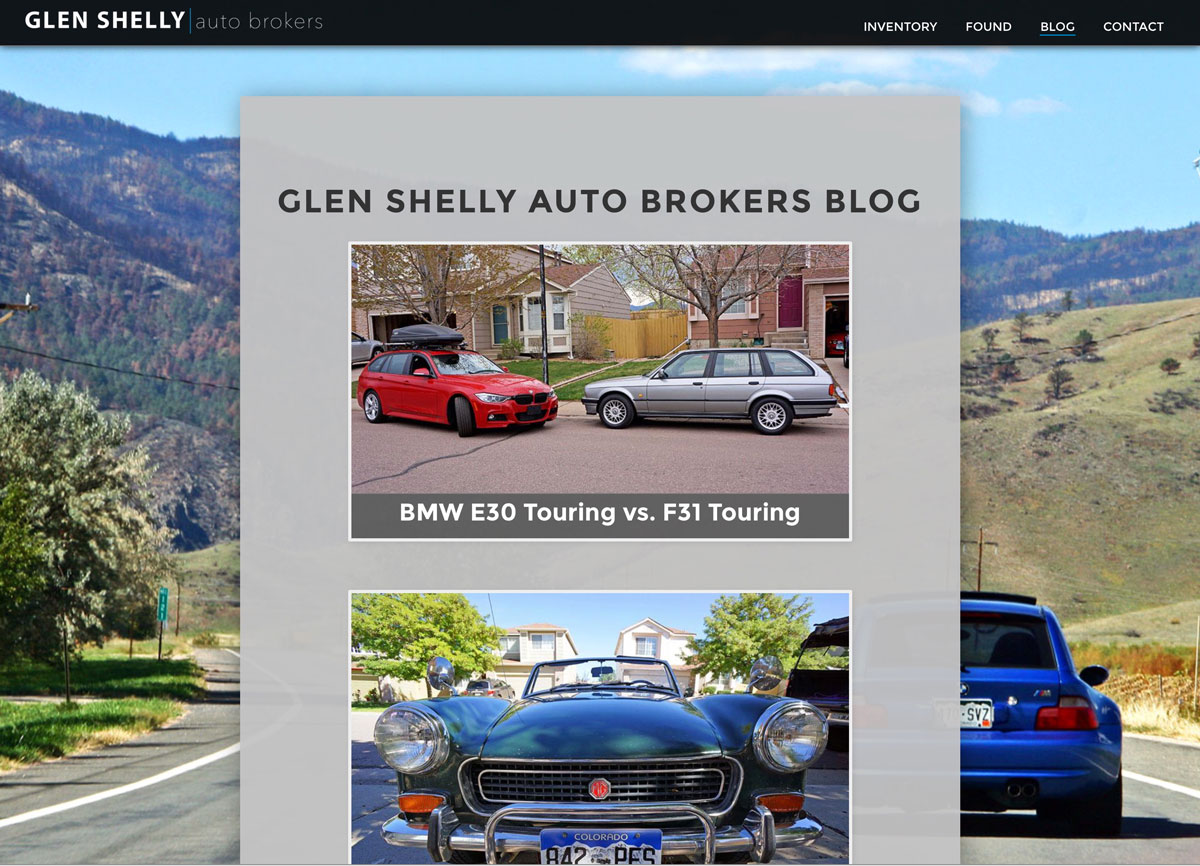 GLEN SHELLY auto brokers
INVENTORY FOUND BLOG CONTACT
GLEN SHELLY AUTO BROKERS BLOG
BMW E30 Touring vs. F31 Touring
COLORADO
842 PES
SVZ